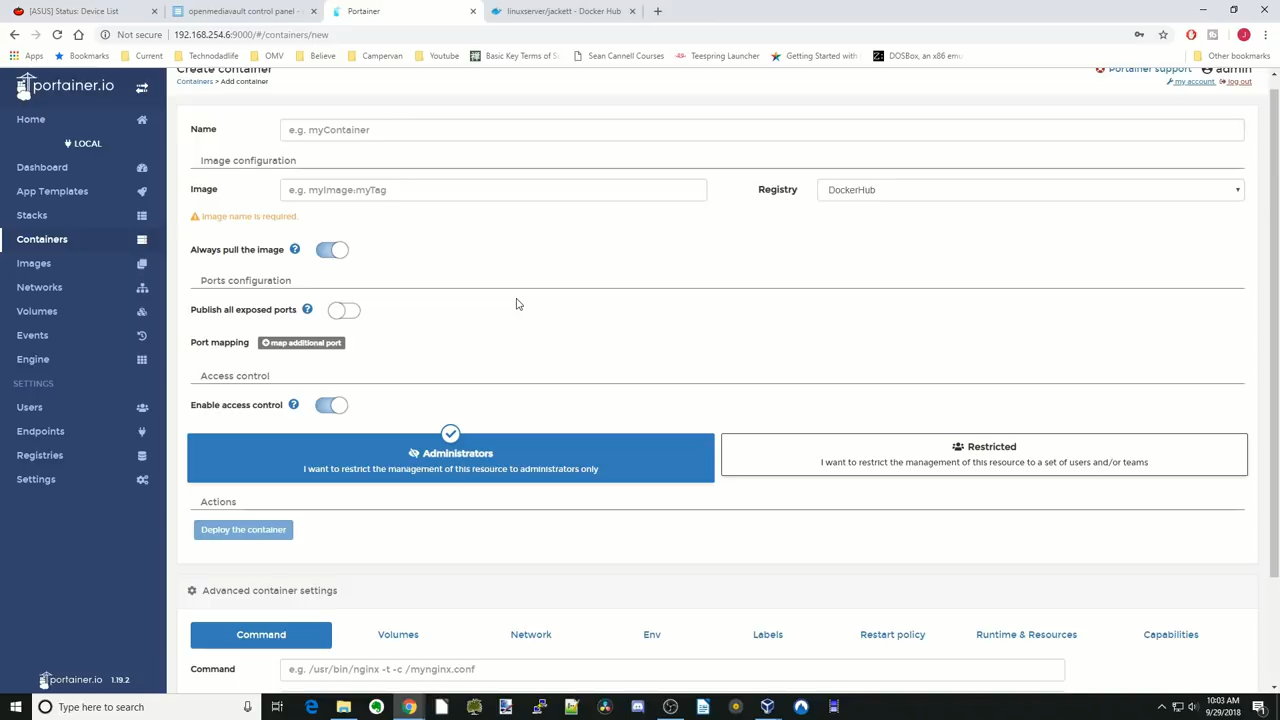 [ASUS] Status: Device List
openmediavault control panel -
Portainer
linuxserver/jackett - Docker Hub
Not secure
192.168.254.6:9000/#/containers/new
Apps
Bookmarks
Current
Technodadlife
OMV
Believe
Campervan
Youtube
Basic Key Terms of Sc
Sean Cannell Courses
Teespring Launcher
Getting Started with
DOSBox, an x86 emu
Other bookmarks
portainer.io
Home
LOCAL
Dashboard
App Templates
Stacks
Containers
Images
Networks
Volumes
Events
Engine
SETTINGS
Users
Endpoints
Registries
Settings
portainer.io 1.19.2
Create container
Containers > Add container
Portainer support
admin
my account
log out
Name
e.g. myContainer
Image configuration
Image
e.g. myImage:myTag
Registry
DockerHub
Image name is required.
Always pull the image
Ports configuration
Publish all exposed ports
Port mapping
map additional port
Access control
Enable access control
Administrators
I want to restrict the management of this resource to administrators only
Restricted
I want to restrict the management of this resource to a set of users and/or teams
Actions
Deploy the container
Advanced container settings
Command
Volumes
Network
Env
Labels
Restart policy
Runtime & Resources
Capabilities
Command
e.g. /usr/bin/nginx -t -c /mynginx.conf
Type here to search
10:03 AM
9/29/2018